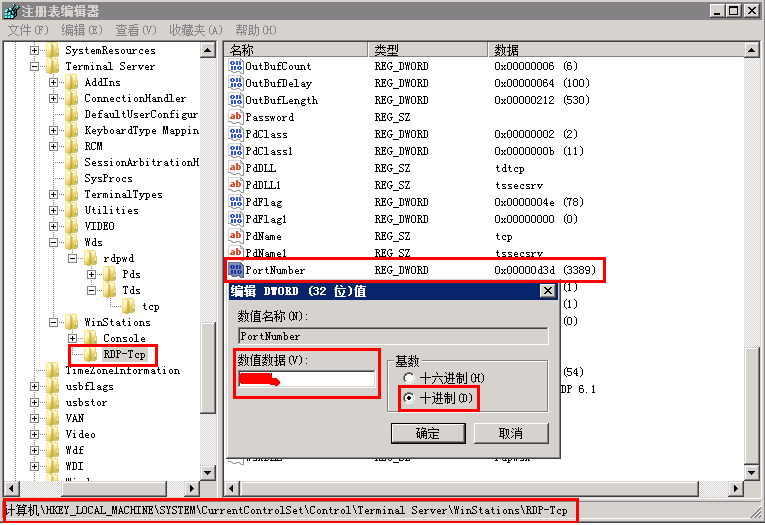 注册表编辑器
文件(F) 编辑(E) 查看(V) 收藏夹(A) 帮助(H)
SystemResources
Terminal Server
AddIns
ConnectionHandler
DefaultUserConfigur
KeyboardType Mappin
RCM
SessionArbitrationH
SysProcs
TerminalTypes
Utilities
VIDEO
Wds
rdpwd
Pds
Tds
tcp
WinStations
Console
RDP-Tcp
TimeZoneInformation
usbflags
usbstor
VAN
Video
Wdf
WDI
名称 类型 数据
OutBufCount REG_DWORD 0x00000006 (6)
OutBufDelay REG_DWORD 0x00000064 (100)
OutBufLength REG_DWORD 0x00000212 (530)
Password REG_SZ
PdClass REG_DWORD 0x00000002 (2)
PdClass1 REG_DWORD 0x0000000b (11)
PdDLL REG_SZ tdtcp
PdDLL1 REG_SZ tssecsrv
PdFlag REG_DWORD 0x0000004e (78)
PdFlag1 REG_DWORD 0x00000000 (0)
PdName REG_SZ tcp
PdName1 REG_SZ tssecsrv
PortNumber REG_DWORD 0x00000d3d (3389)
(1)
(1)
(0)
(54)
DP 6.1
编辑 DWORD (32 位)值
数值名称(N):
PortNumber
数值数据(V):
基数
十六进制(H)
十进制(D)
确定 取消
计算机\HKEY_LOCAL_MACHINE\SYSTEM\CurrentControlSet\Control\Terminal Server\WinStations\RDP-Tcp